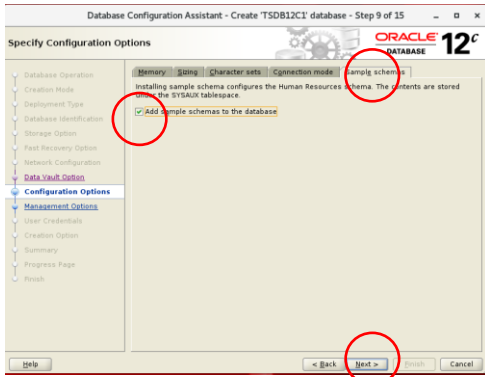 Database Configuration Assistant - Create 'TSDB12C1' database - Step 9 of 15
Specify Configuration Options
ORACLE
DATABASE
12c
Database Operation
Creation Mode
Deployment Type
Database Identification
Storage Option
Fast Recovery Option
Network Configuration
Data Vault Option
Configuration Options
Management Options
User Credentials
Creation Option
Summary
Progress Page
Finish
Memory Sizing Character sets Connection mode Sample schemas
Installing sample schema configures the Human Resources schema. The contents are stored
under the SYSAUX tablespace.
Add sample schemas to the database
Help < Back Next > Finish Cancel